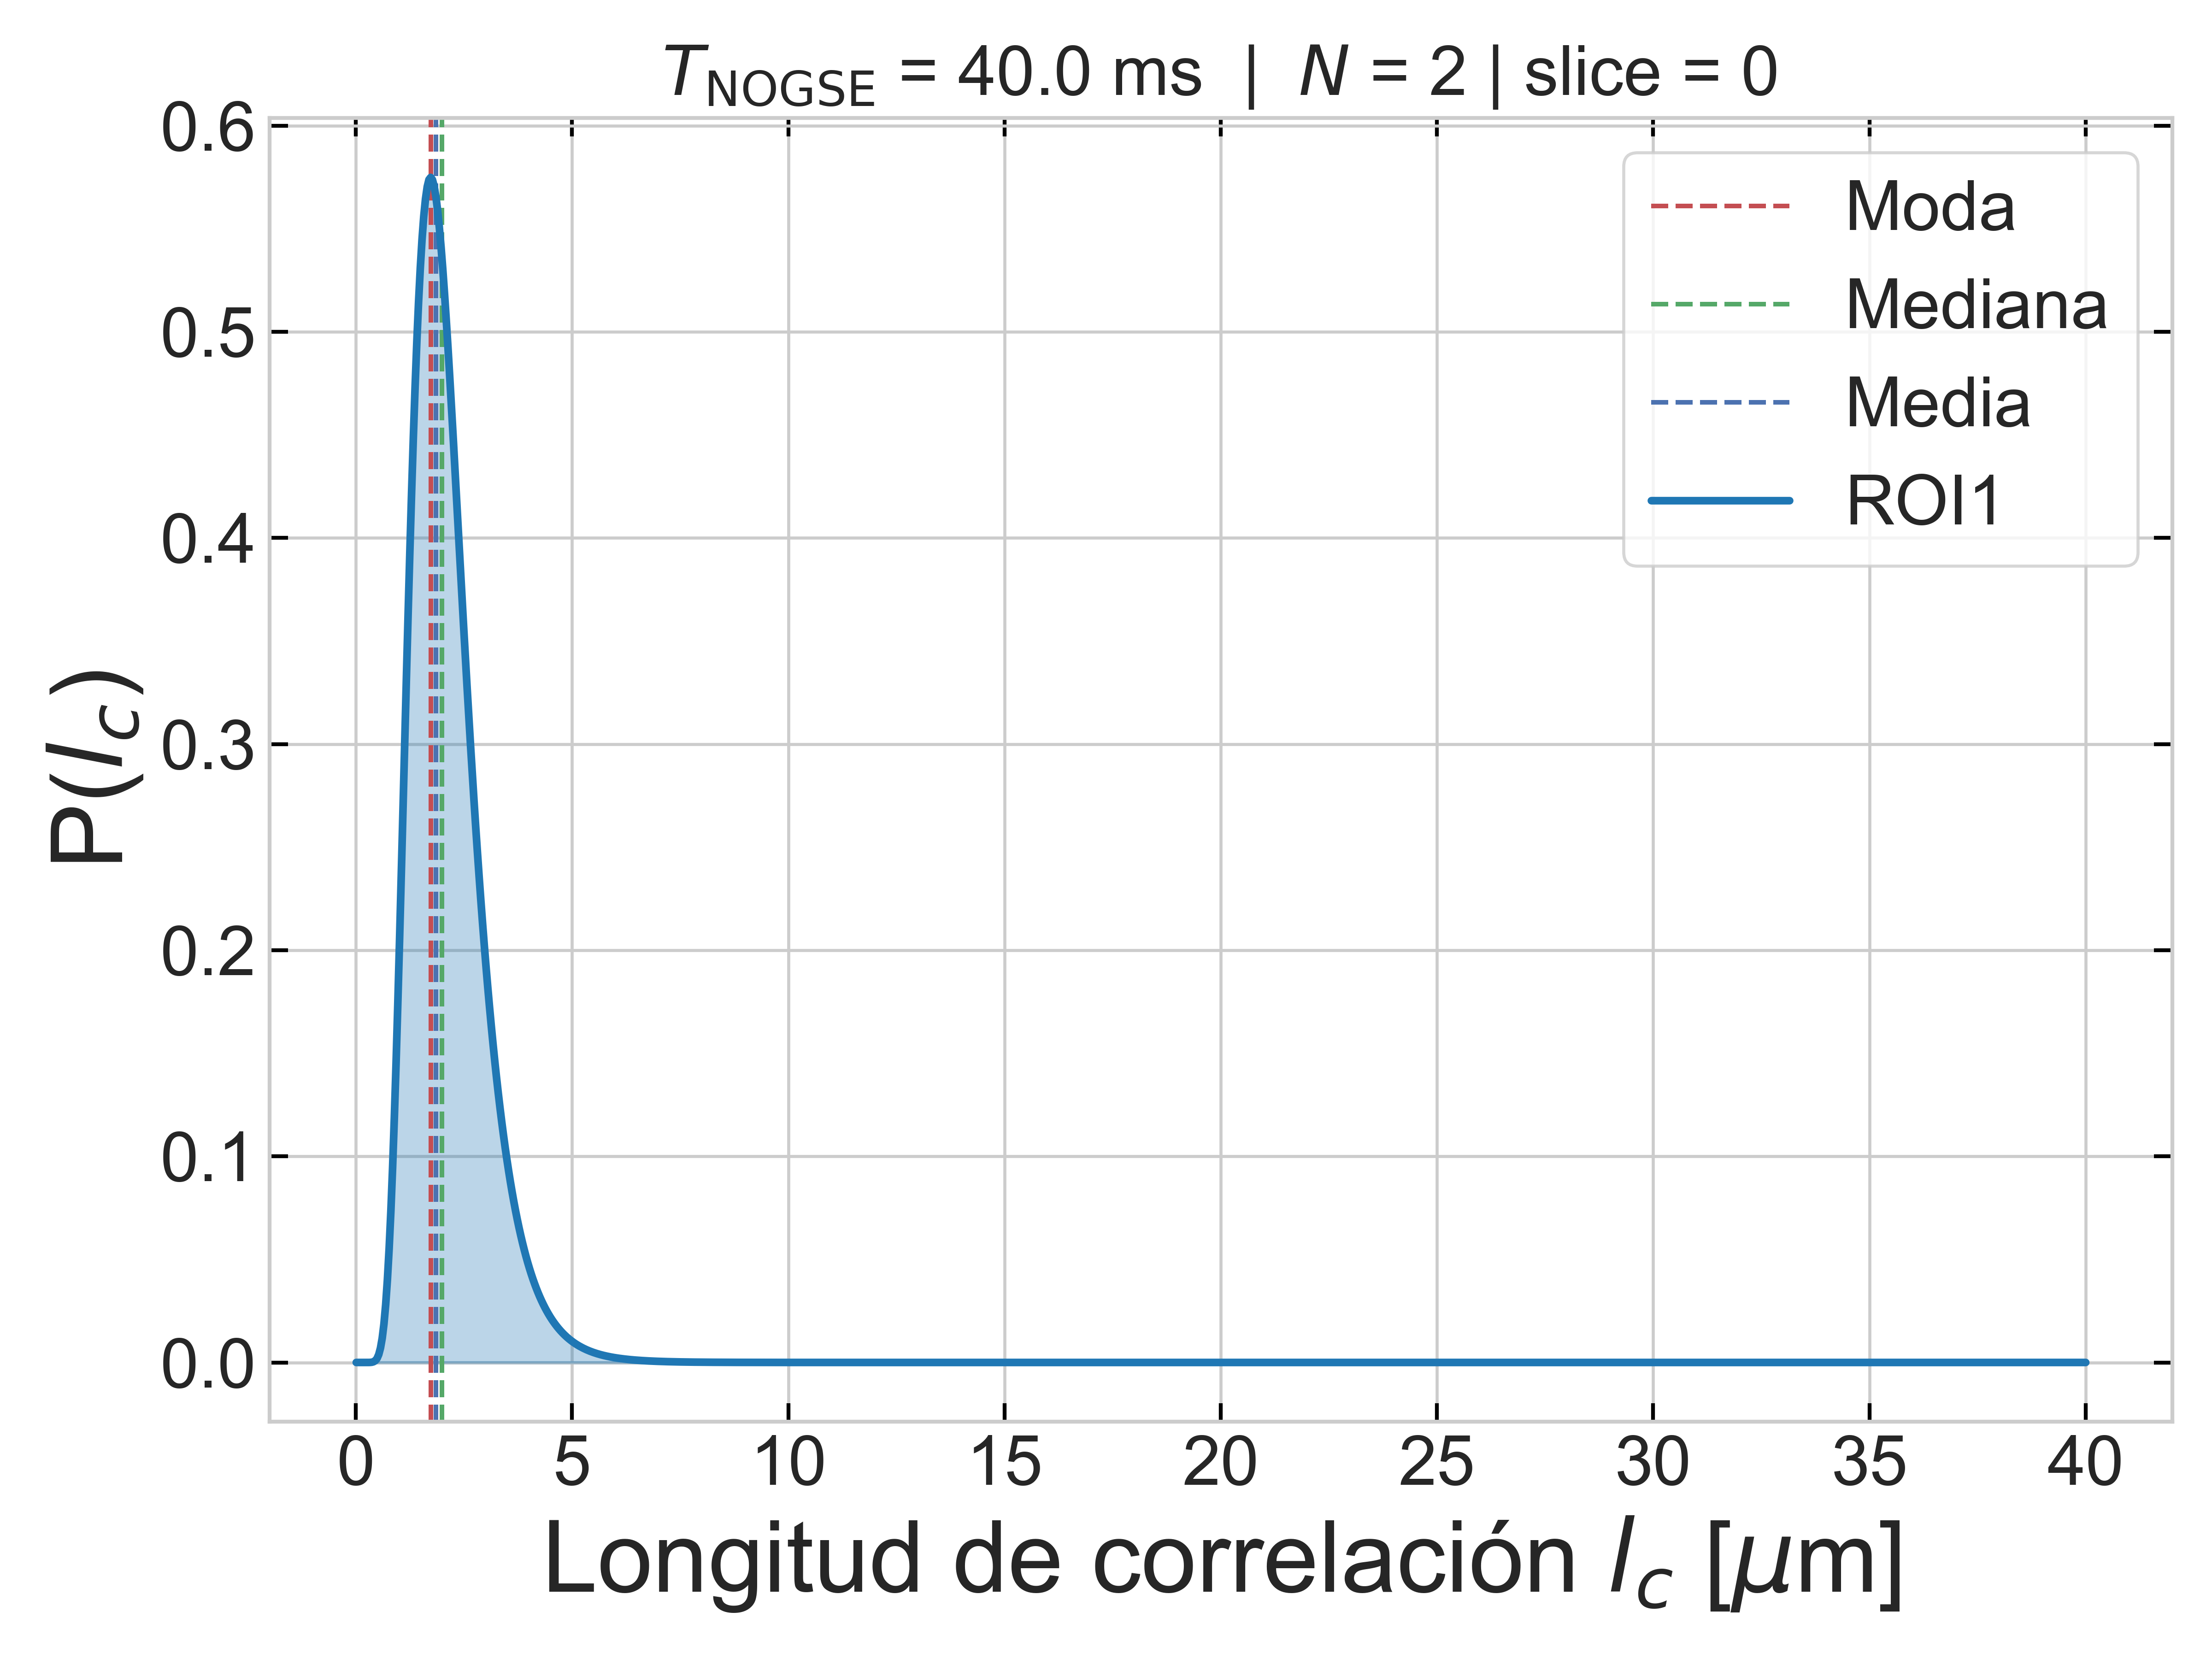 T_NOGSE = 40.0 ms | N = 2 | slice = 0
0.6
0.5
0.4
0.3
0.2
0.1
0.0
P(l_c)
Moda
Mediana
Media
ROI1
0 5 10 15 20 25 30 35 40
Longitud de correlación l_c [μm]